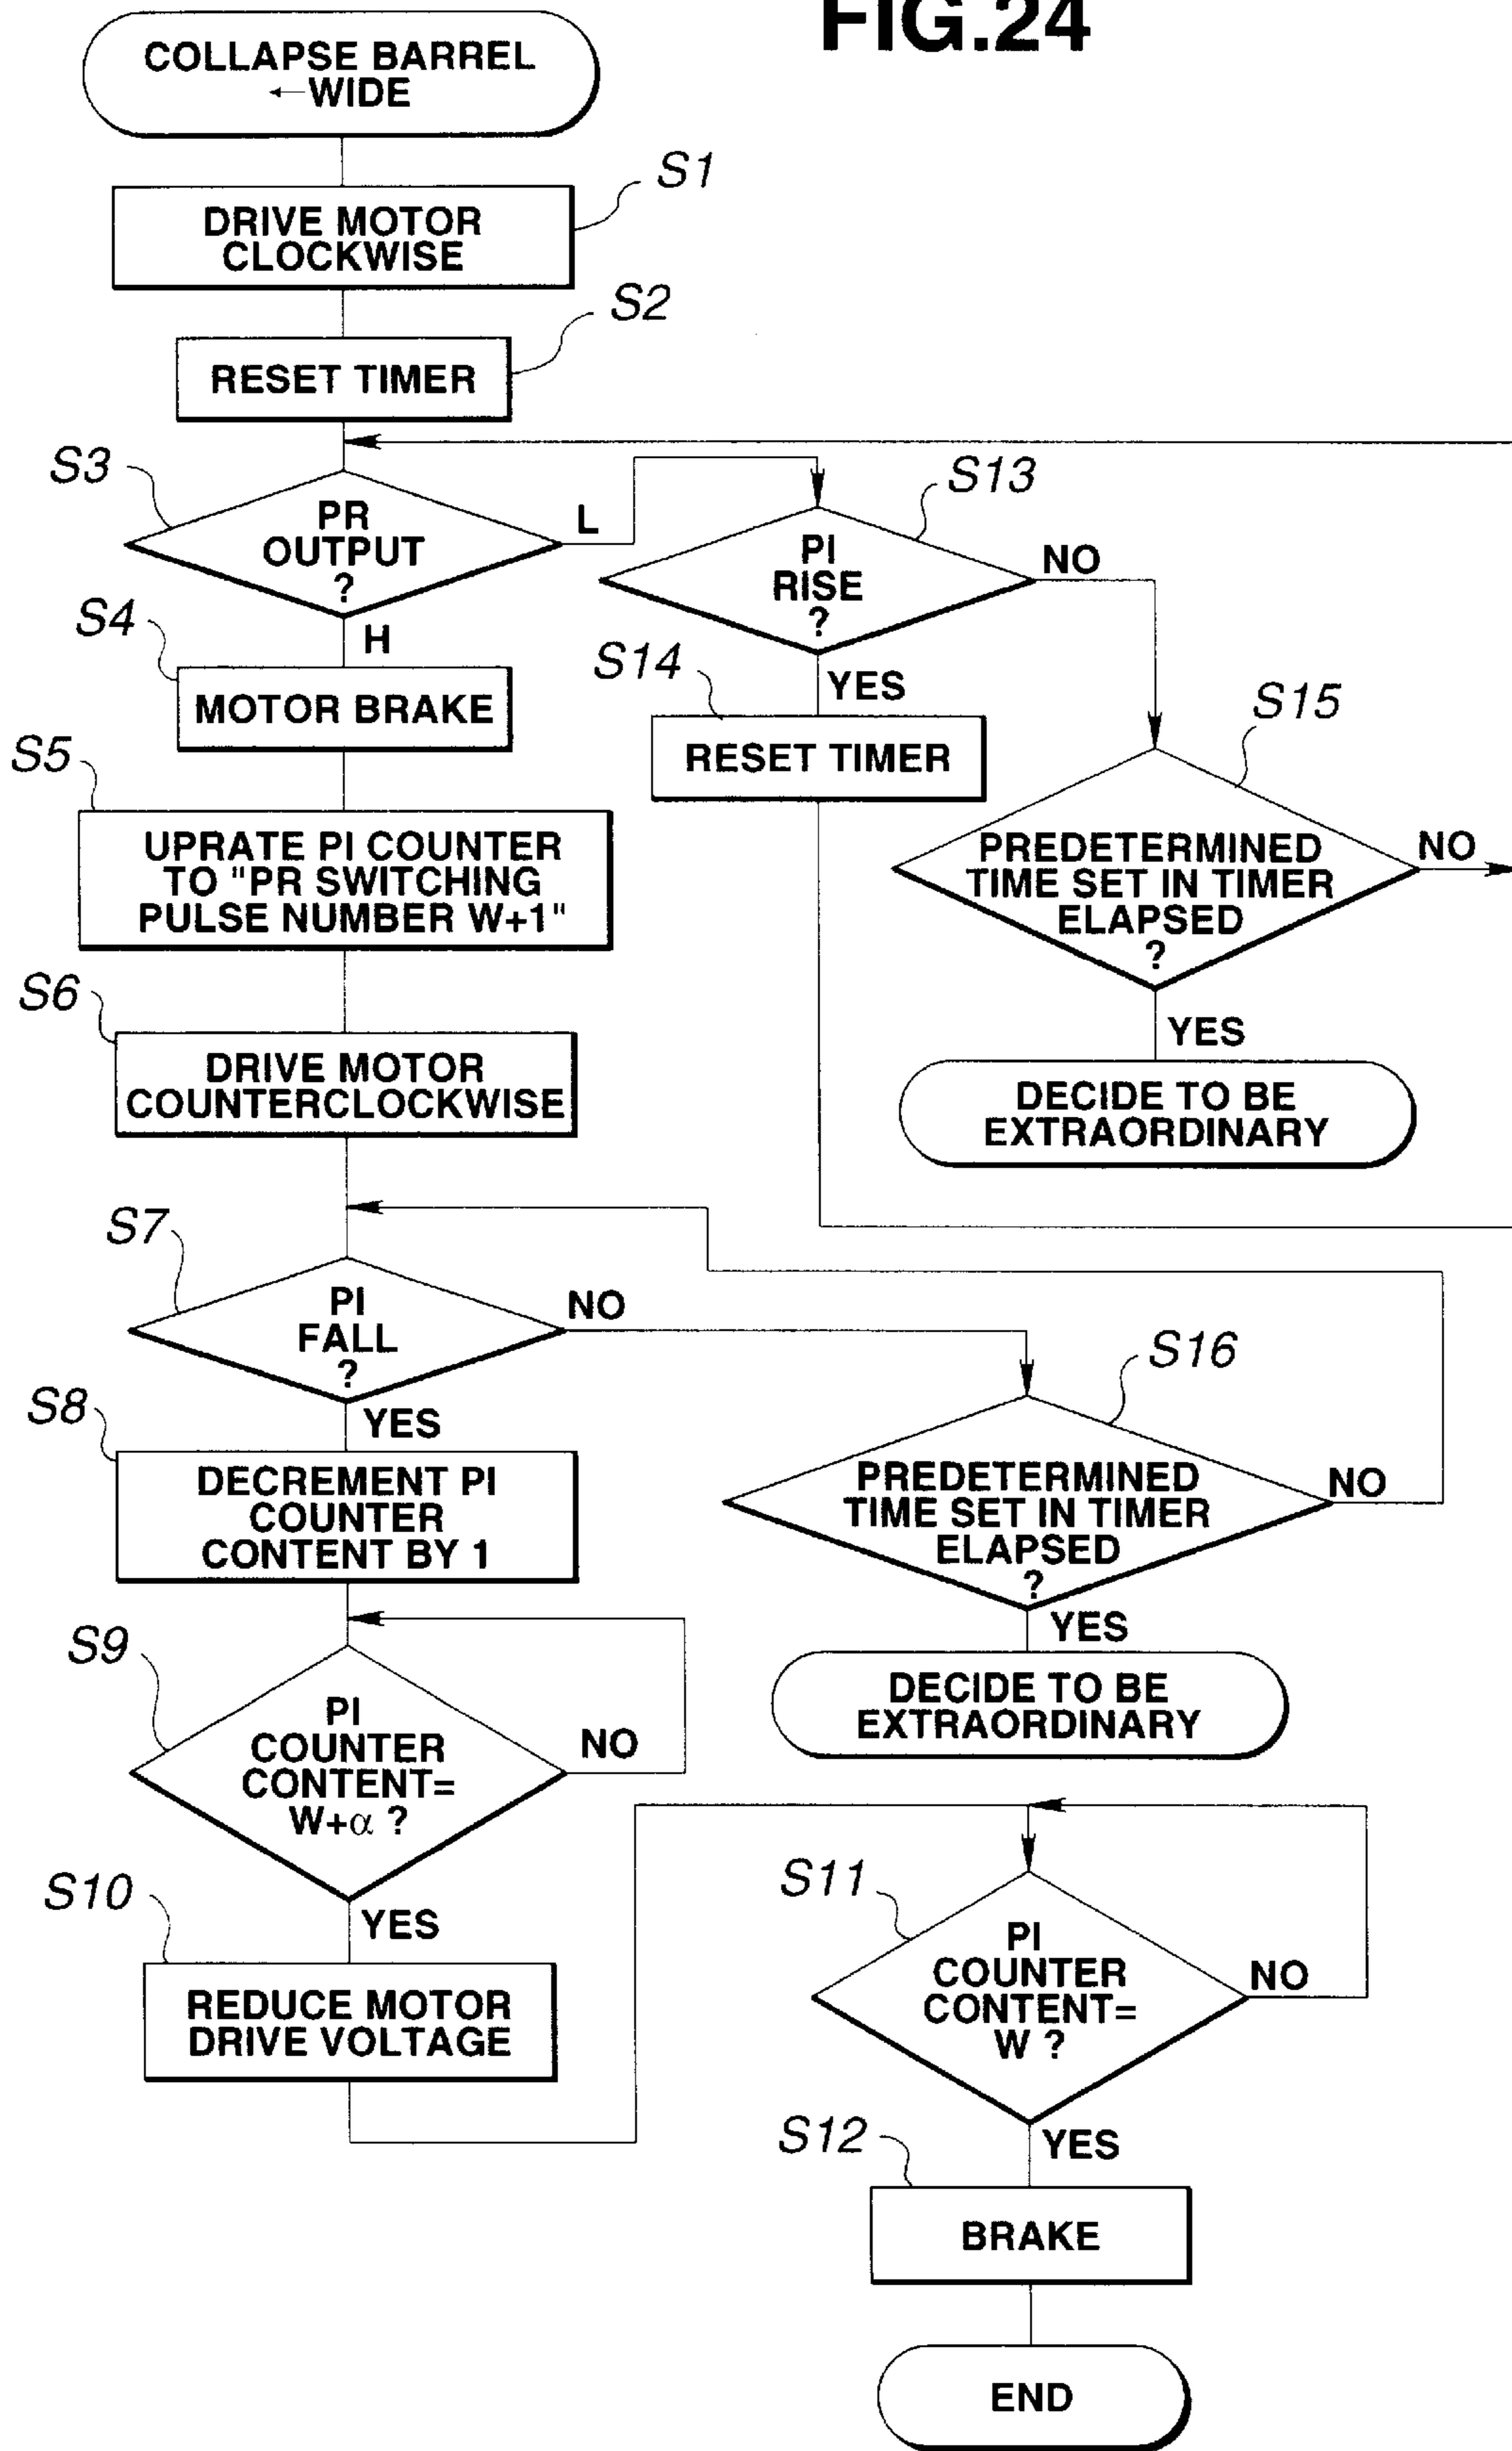 FIG.24
COLLAPSE BARREL
←WIDE
S1
DRIVE MOTOR
CLOCKWISE
S2
RESET TIMER
S3
PR
OUTPUT
?
L
H
S13
PI
RISE
?
NO
YES
S4
MOTOR BRAKE
S14
RESET TIMER
S15
PREDETERMINED
TIME SET IN TIMER
ELAPSED
?
NO
YES
DECIDE TO BE
EXTRAORDINARY
S5
UPRATE PI COUNTER
TO "PR SWITCHING
PULSE NUMBER W+1"
S6
DRIVE MOTOR
COUNTERCLOCKWISE
S7
PI
FALL
?
NO
YES
S16
PREDETERMINED
TIME SET IN TIMER
ELAPSED
?
NO
YES
DECIDE TO BE
EXTRAORDINARY
S8
DECREMENT PI
COUNTER
CONTENT BY 1
S9
PI
COUNTER
CONTENT=
W+α ?
NO
YES
S10
REDUCE MOTOR
DRIVE VOLTAGE
S11
PI
COUNTER
CONTENT=
W ?
NO
YES
S12
BRAKE
END